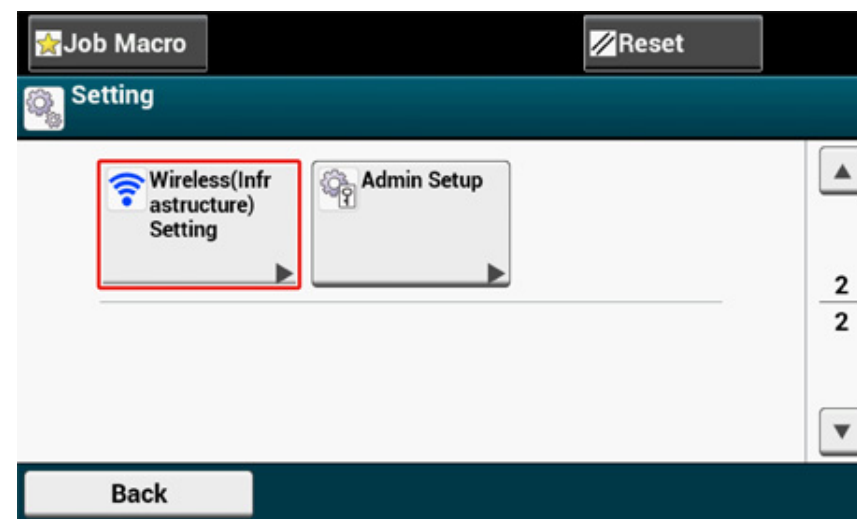 Job Macro
Reset
Setting
Wireless(Infr
astructure)
Setting
Admin Setup
2
2
Back